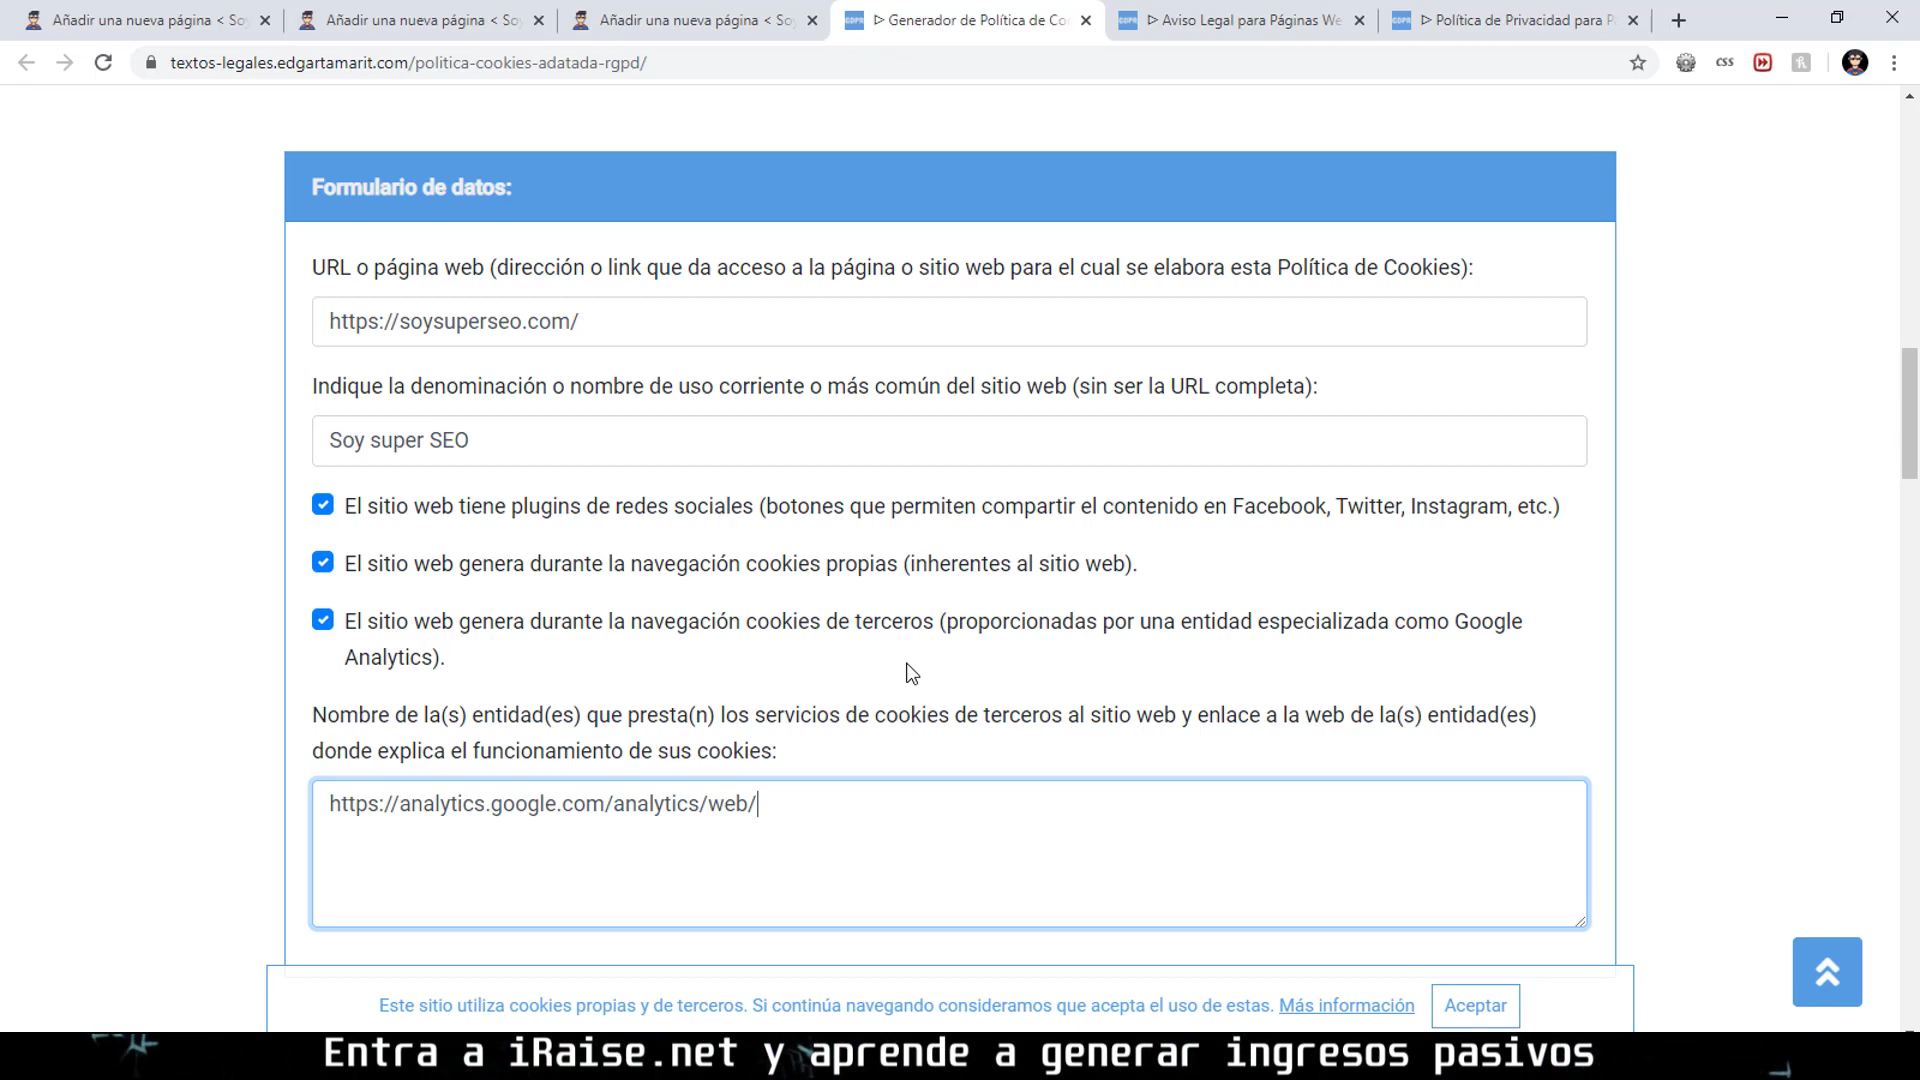 Añadir una nueva página < Soy
Añadir una nueva página < Soy
Añadir una nueva página < Soy
GDPR ▷ Generador de Política de Co
GDPR ▷ Aviso Legal para Páginas We
GDPR ▷ Política de Privacidad para P
textos-legales.edgartamarit.com/politica-cookies-adatada-rgpd/
CSS
Formulario de datos:
URL o página web (dirección o link que da acceso a la página o sitio web para el cual se elabora esta Política de Cookies):
https://soysuperseo.com/
Indique la denominación o nombre de uso corriente o más común del sitio web (sin ser la URL completa):
Soy super SEO
El sitio web tiene plugins de redes sociales (botones que permiten compartir el contenido en Facebook, Twitter, Instagram, etc.)
El sitio web genera durante la navegación cookies propias (inherentes al sitio web).
El sitio web genera durante la navegación cookies de terceros (proporcionadas por una entidad especializada como Google
Analytics).
Nombre de la(s) entidad(es) que presta(n) los servicios de cookies de terceros al sitio web y enlace a la web de la(s) entidad(es)
donde explica el funcionamiento de sus cookies:
https://analytics.google.com/analytics/web/
Este sitio utiliza cookies propias y de terceros. Si continúa navegando consideramos que acepta el uso de estas. Más información Aceptar
Entra a iRaise.net y aprende a generar ingresos pasivos